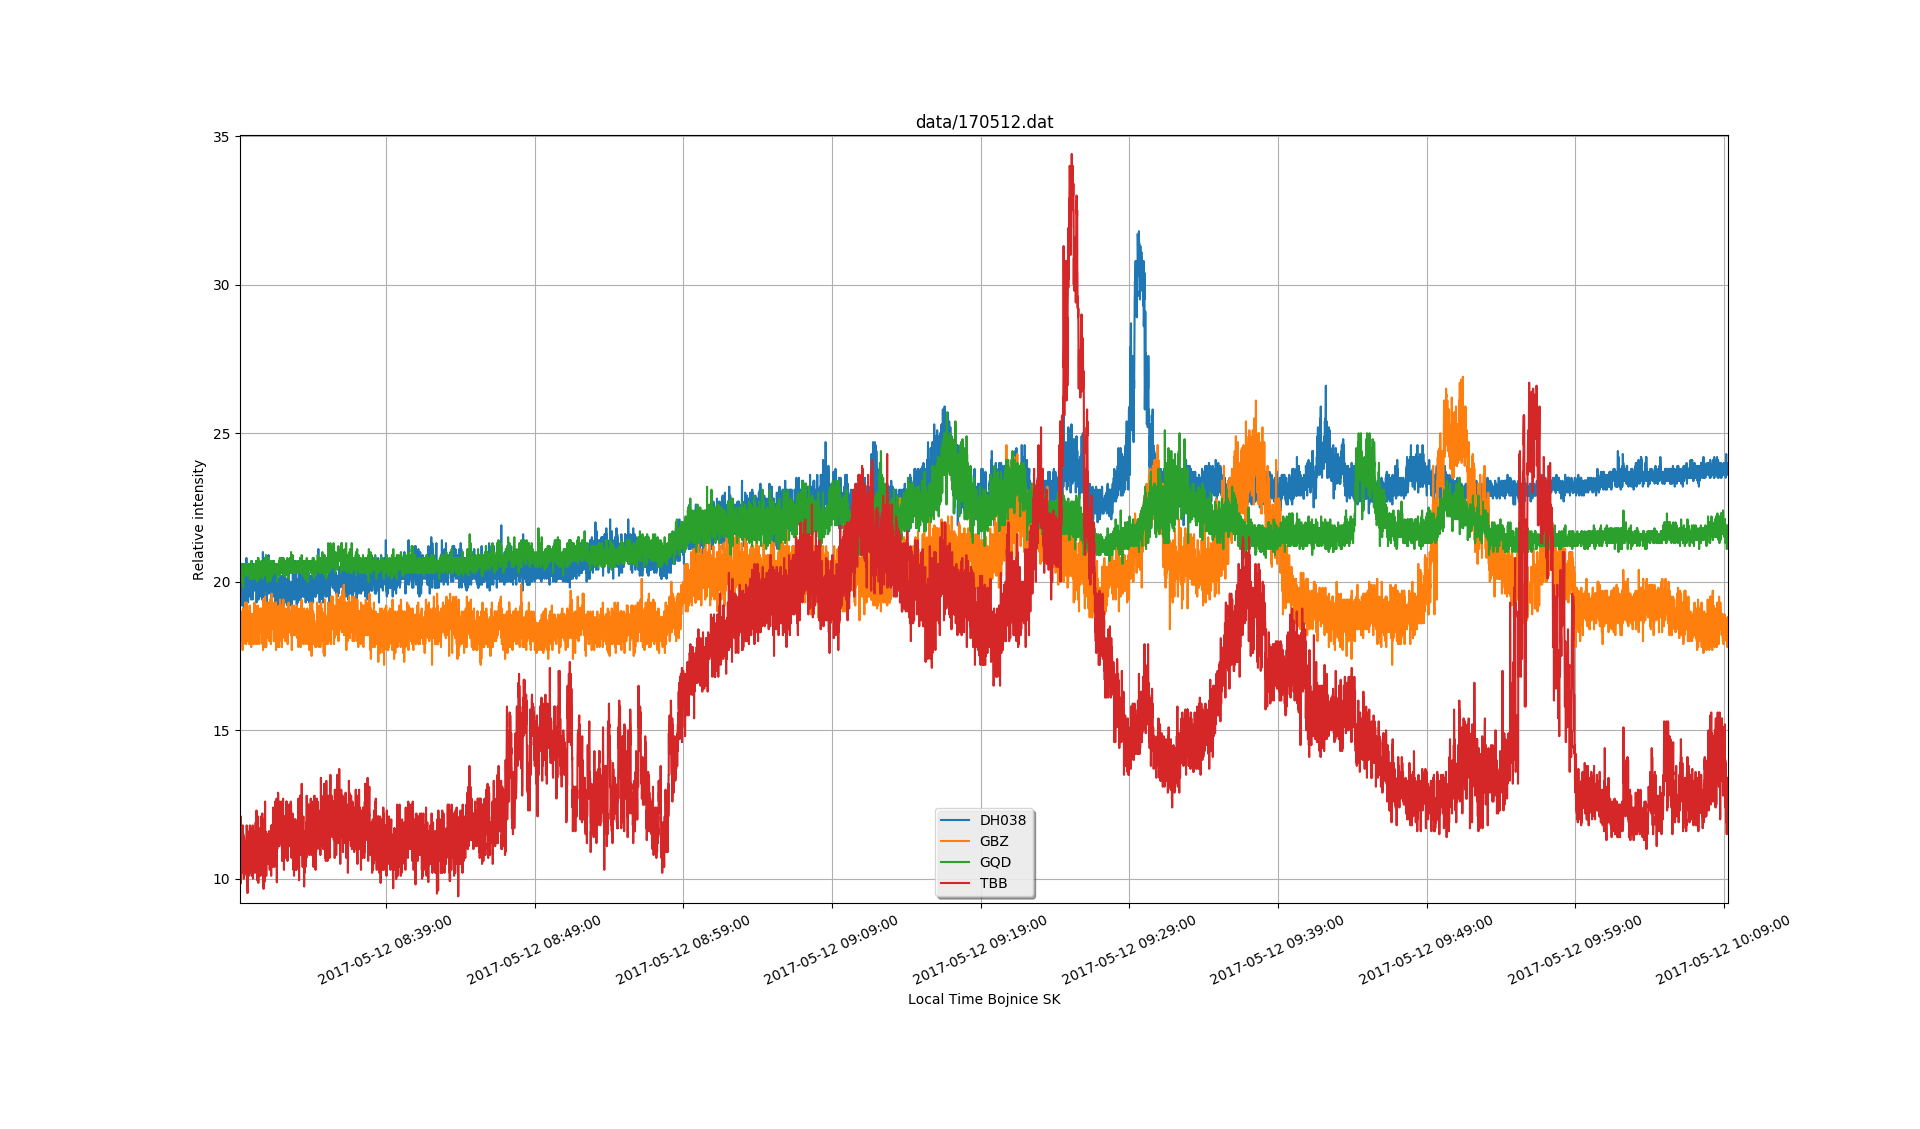 data/170512.dat
Relative intensity
35
30
25
20
15
10
DH038
GBZ
GQD
TBB
2017-05-12 08:39:00
2017-05-12 08:49:00
2017-05-12 08:59:00
2017-05-12 09:09:00
2017-05-12 09:19:00
2017-05-12 09:29:00
2017-05-12 09:39:00
2017-05-12 09:49:00
2017-05-12 09:59:00
2017-05-12 10:09:00
Local Time Bojnice SK